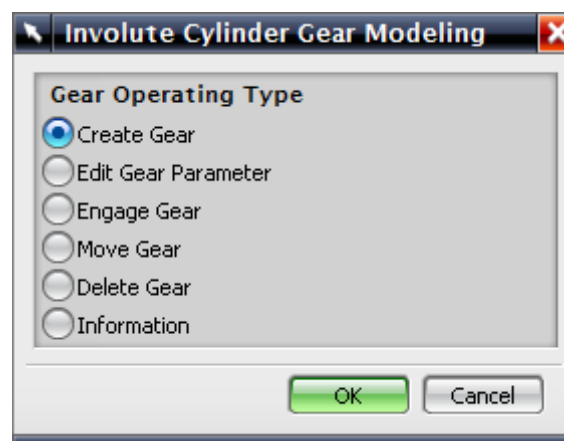 Involute Cylinder Gear Modeling
Gear Operating Type
Create Gear
Edit Gear Parameter
Engage Gear
Move Gear
Delete Gear
Information
OK Cancel